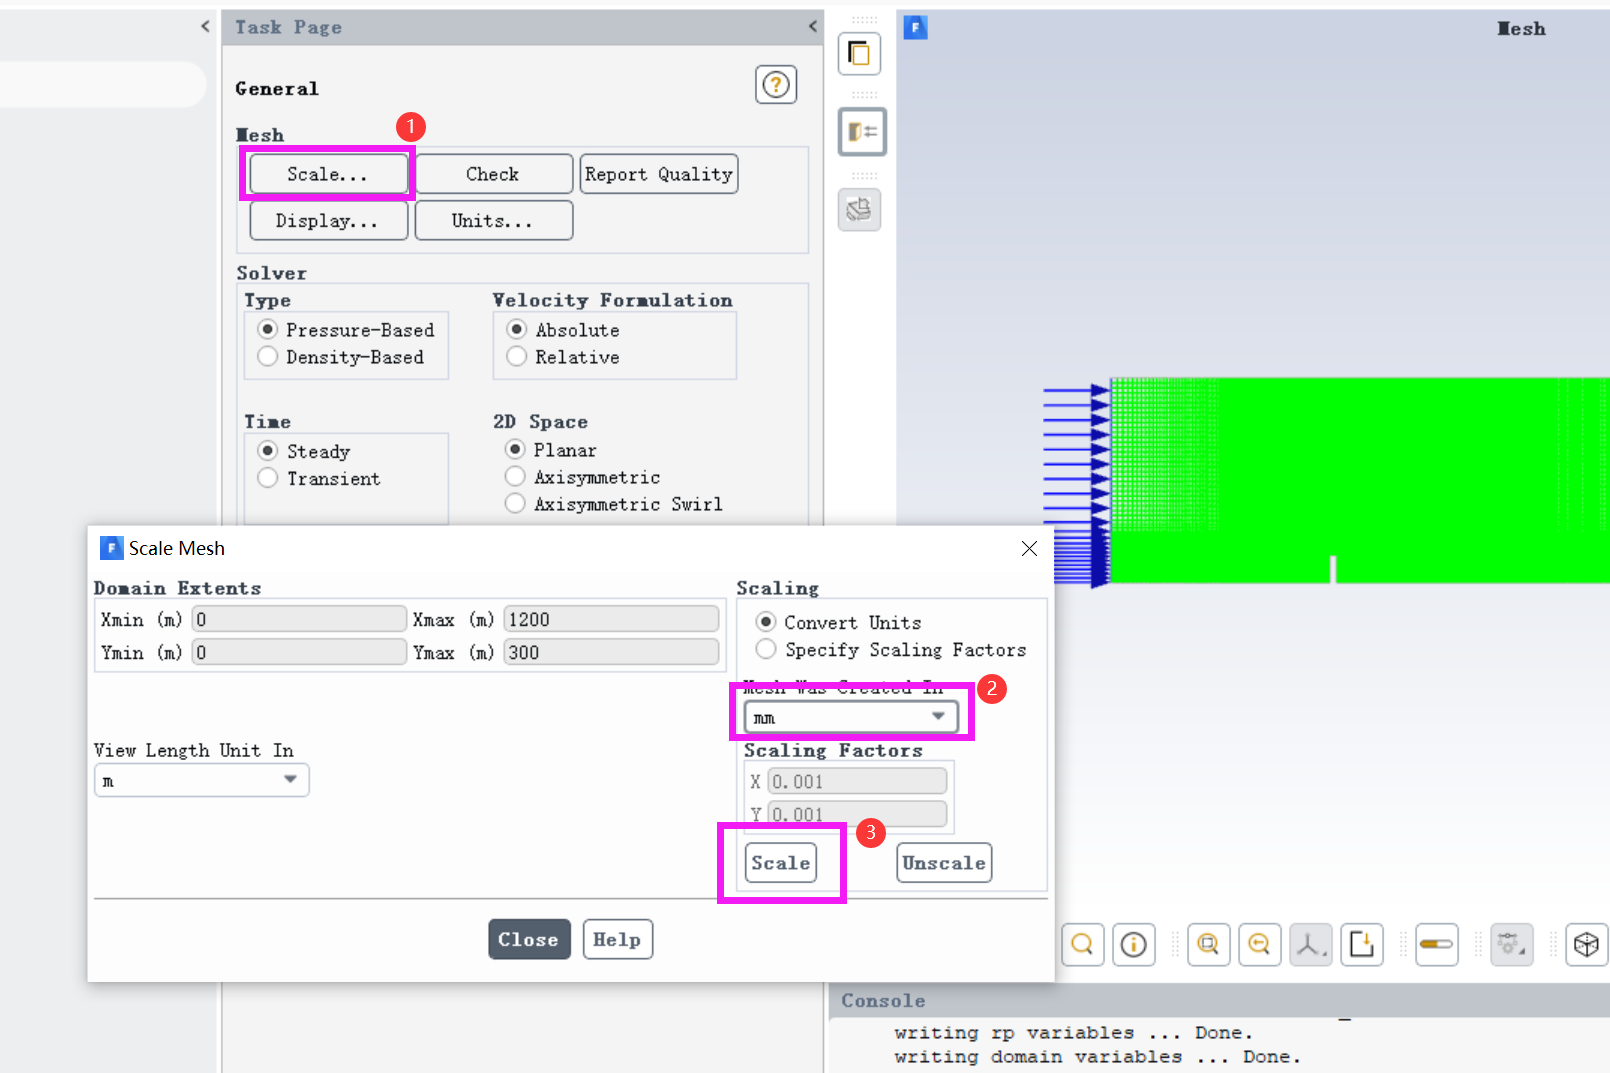 Task Page
General
?
Mesh
1
Scale...
Check
Report Quality
Display...
Units...
Solver
Type
Pressure-Based
Density-Based
Velocity Formulation
Absolute
Relative
Time
Steady
Transient
2D Space
Planar
Axisymmetric
Axisymmetric Swirl
F
Mesh
F Scale Mesh
Domain Extents
Xmin (m) 0 Xmax (m) 1200
Ymin (m) 0 Ymax (m) 300
View Length Unit In
m
Scaling
Convert Units
Specify Scaling Factors
Mesh Was Created In
2
mm
Scaling Factors
X 0.001
Y 0.001
3
Scale
Unscale
Close
Help
Console
writing rp variables ... Done.
writing domain variables ... Done.